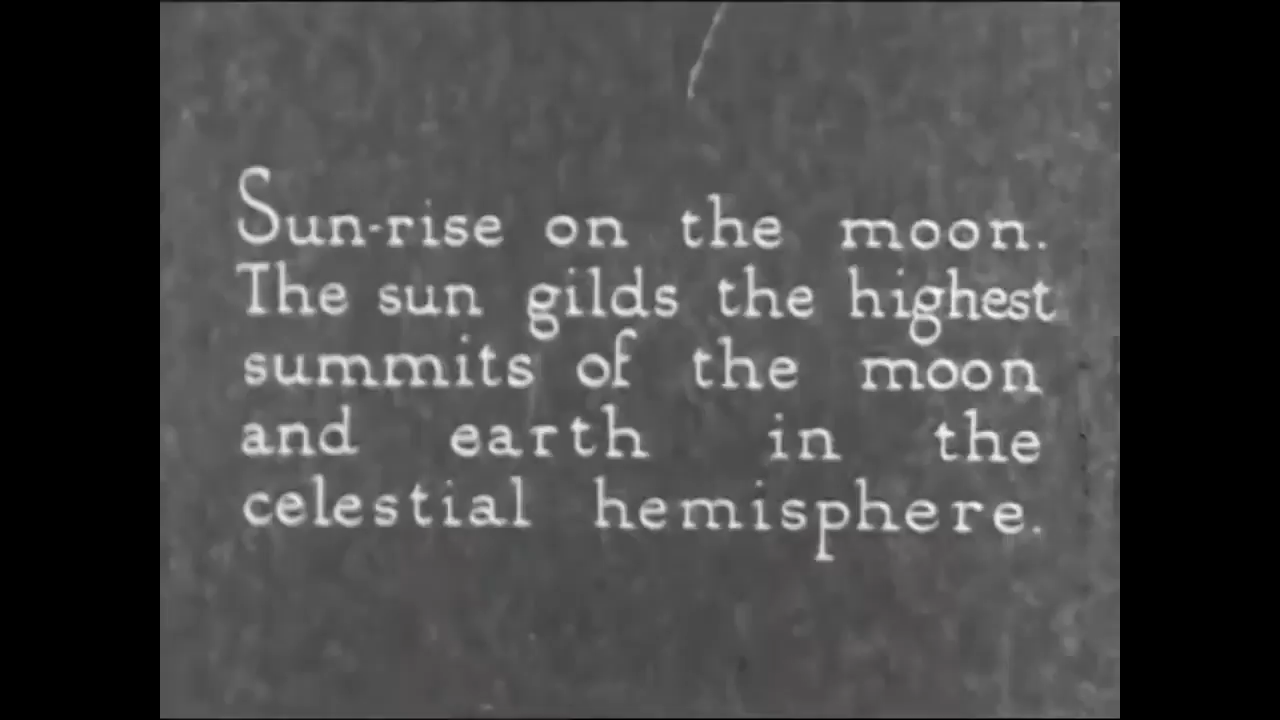 Sun-rise on the moon.
The sun gilds the highest
summits of the moon
and earth in the
celestial hemisphere.